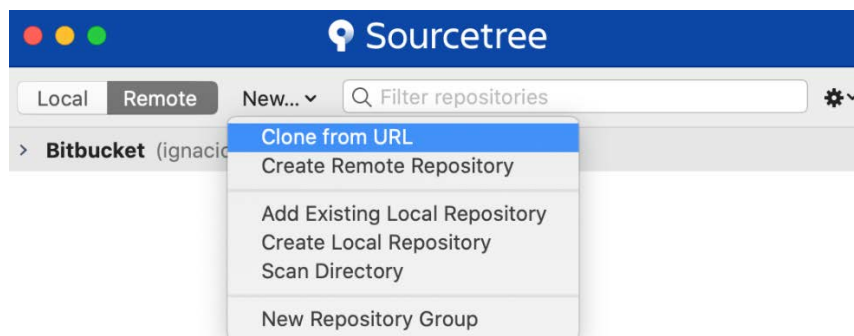 Sourcetree
Local Remote New... Filter repositories
Clone from URL
Bitbucket
Create Remote Repository
Add Existing Local Repository
Create Local Repository
Scan Directory
New Repository Group